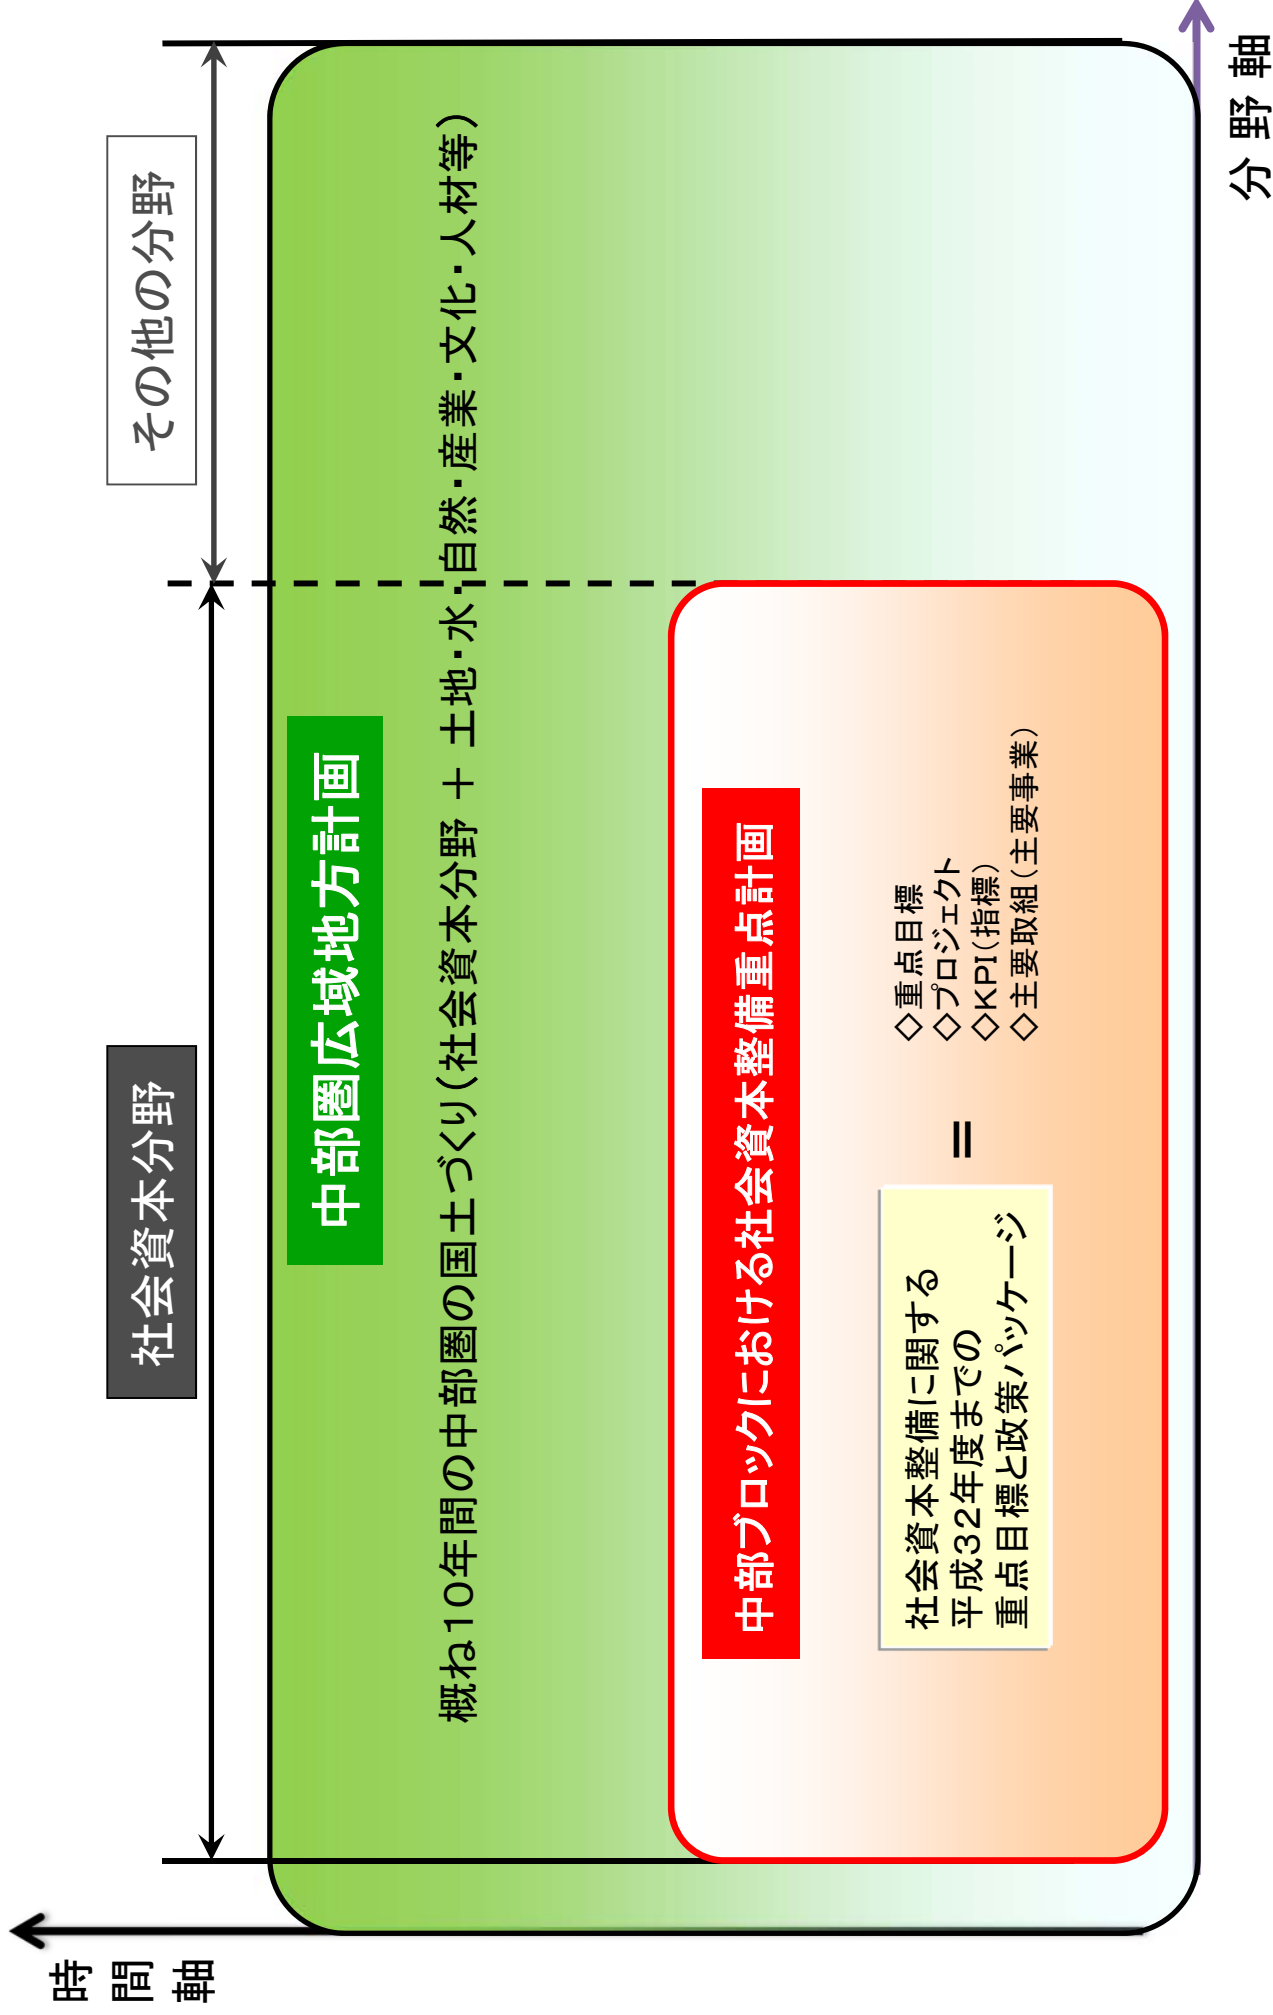 時間軸
社会資本分野
その他の分野
中部圏広域地方計画
概ね10年間の中部圏の国土づくり(社会資本分野 + 土地・水・自然・産業・文化・人材等)
中部ブロックにおける社会資本整備重点計画
社会資本整備に関する
平成32年度までの
重点目標と政策パッケージ
=
◇重点目標
◇プロジェクト
◇KPI(指標)
◇主要取組(主要事業)
分野軸